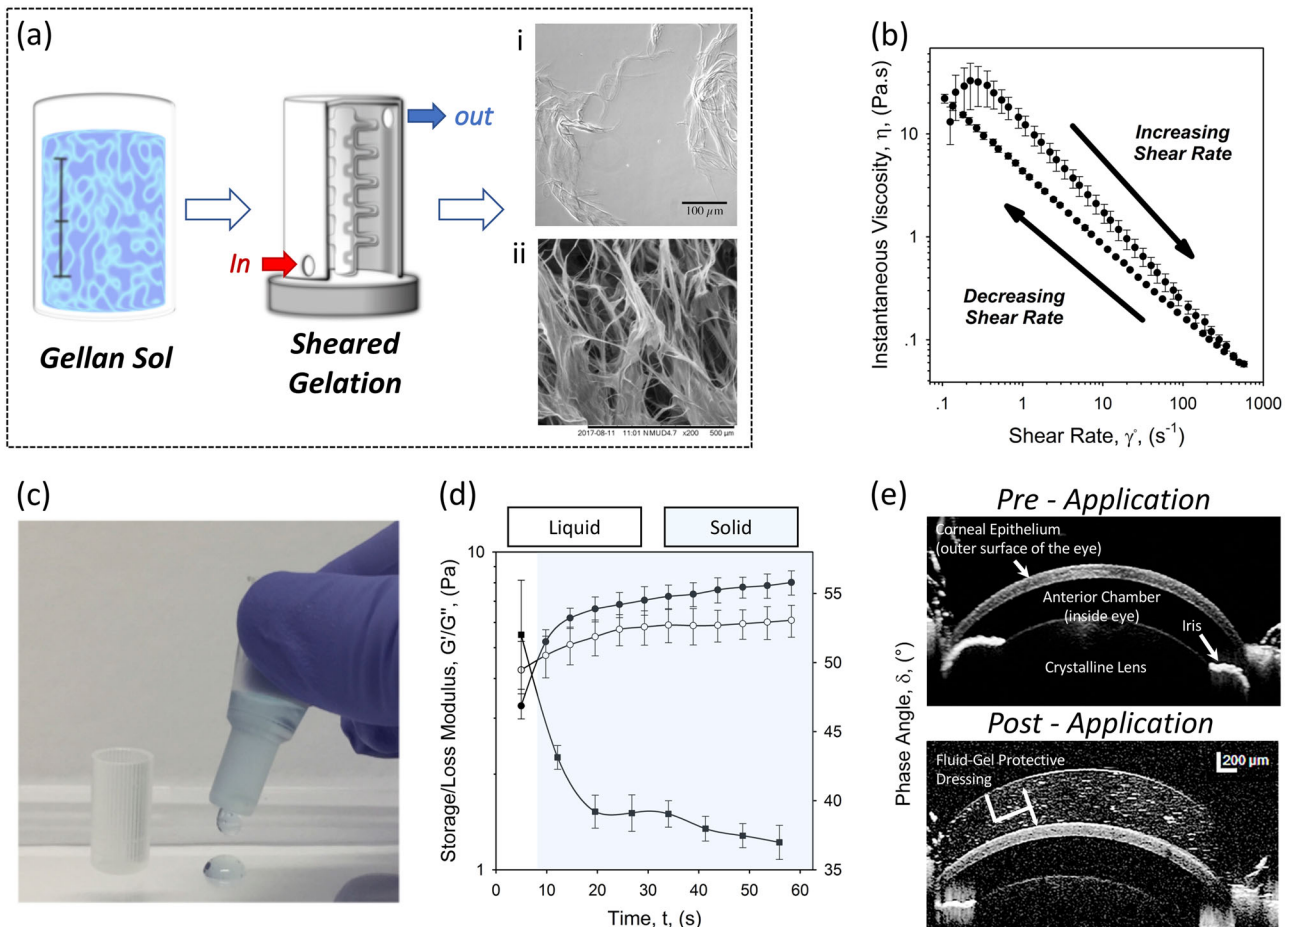 (a)
Gellan Sol
In
out
Sheared
Gelation
i
100 µm
ii
2017-08-11 11:01 NMUD4.7 x200 500 µm
(b)
Instantaneous Viscosity, η, (Pa.s)
10
1
.1
Increasing
Shear Rate
Decreasing
Shear Rate
.1 1 10 100 1000
Shear Rate, γ°, (s⁻¹)
(c)
(d)
Liquid Solid
Storage/Loss Modulus, G'/G'', (Pa)
10
1
55
50
45
40
35
Phase Angle, δ, (°)
0 10 20 30 40 50 60
Time, t, (s)
(e)
Pre - Application
Corneal Epithelium
(outer surface of the eye)
Anterior Chamber
(inside eye)
Iris
Crystalline Lens
Post - Application
Fluid-Gel Protective
Dressing
200 µm